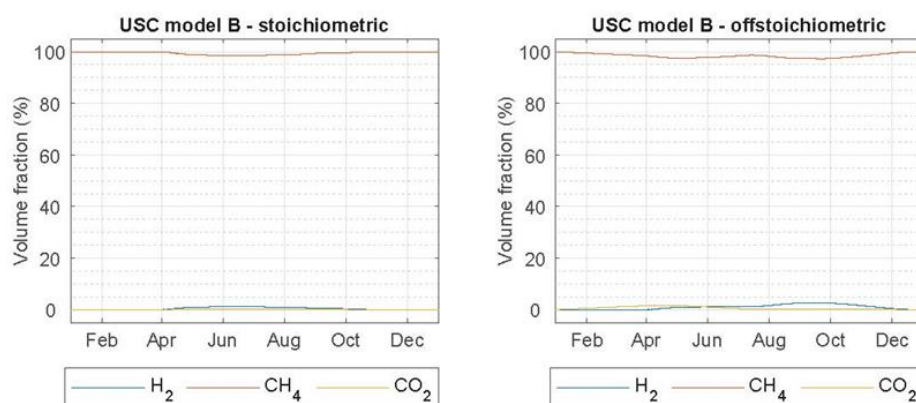 USC model B - stoichiometric
100
80
60
40
20
0
Volume fraction (%)
Feb Apr Jun Aug Oct Dec
H₂ CH₄ CO₂
USC model B - offstoichiometric
100
80
60
40
20
0
Volume fraction (%)
Feb Apr Jun Aug Oct Dec
H₂ CH₄ CO₂